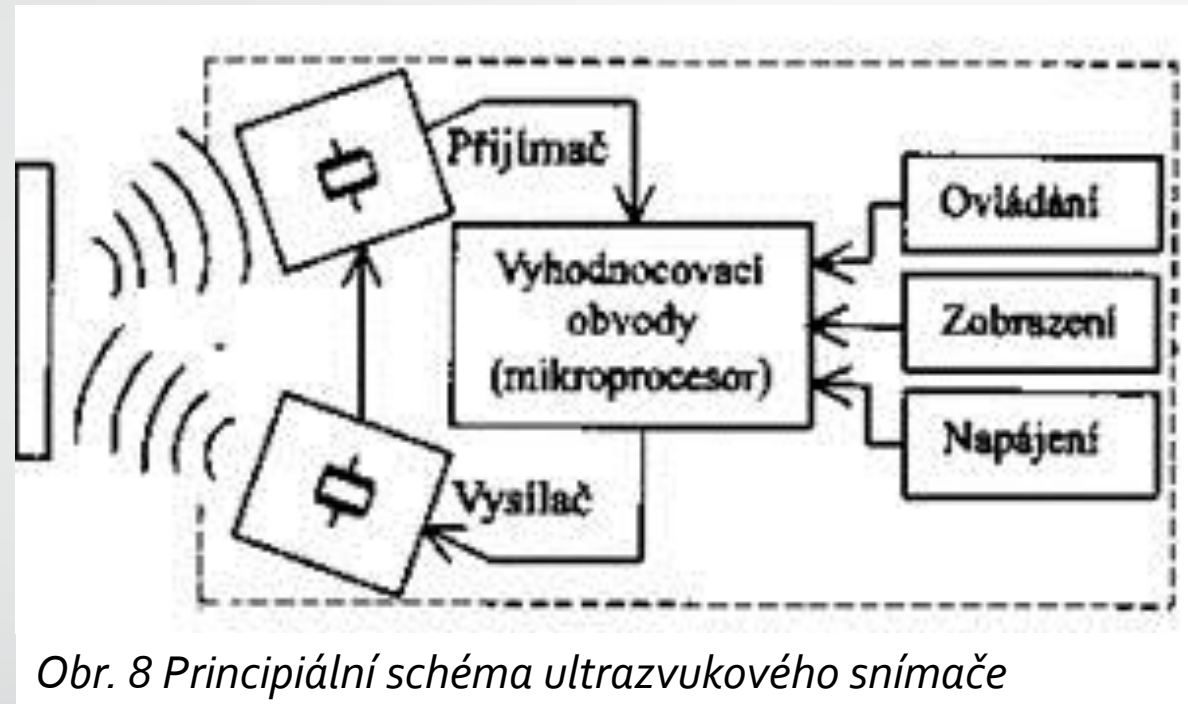 Přijímač
Vyhodnocovací
obvody
(mikroprocesor)
Vysílač
Ovládání
Zobrazení
Napájení
Obr. 8 Principiální schéma ultrazvukového snímače